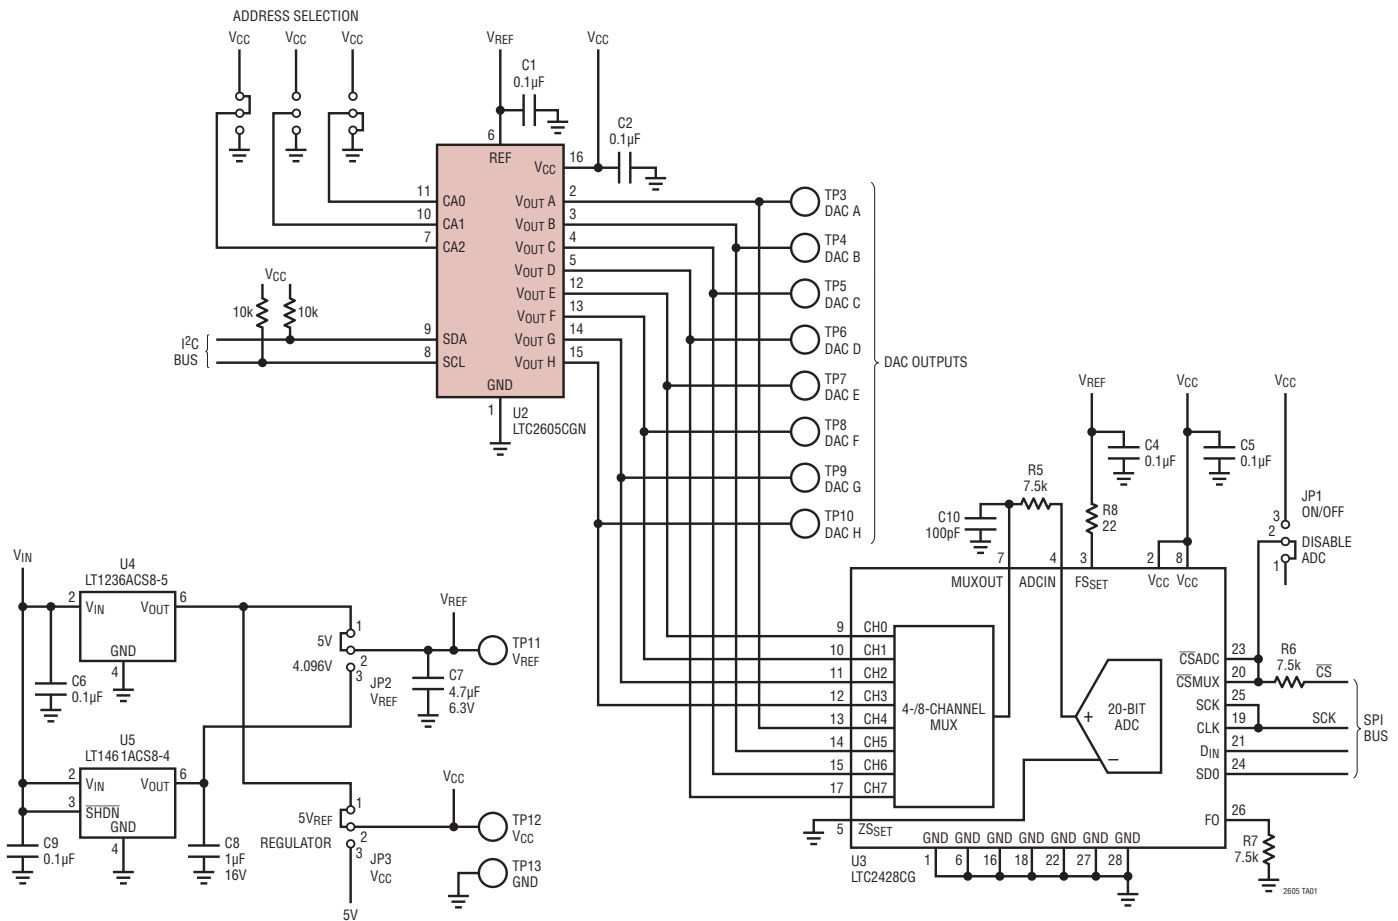 ADDRESS SELECTION
VCC
VCC
VCC
VREF
VCC
C1
0.1µF
C2
0.1µF
6
REF
16
VCC
11
CA0
10
CA1
7
CA2
VOUT A
2
VOUT B
3
VOUT C
4
VOUT D
5
VOUT E
12
VOUT F
13
VOUT G
14
VOUT H
15
VCC
10k
10k
I²C
BUS
9
SDA
8
SCL
GND
1
U2
LTC2605CGN
TP3
DAC A
TP4
DAC B
TP5
DAC C
TP6
DAC D
TP7
DAC E
TP8
DAC F
TP9
DAC G
TP10
DAC H
DAC OUTPUTS
VREF
VCC
VCC
C4
0.1µF
C5
0.1µF
R5
7.5k
C10
100pF
R8
22
JP1
ON/OFF
3
2
1
DISABLE
ADC
7
4
3
2
8
MUXOUT
ADCIN
FSSET
VCC
VCC
9
CH0
10
CH1
11
CH2
12
CH3
13
CH4
14
CH5
15
CH6
17
CH7
4-/8-CHANNEL
MUX
+
–
20-BIT
ADC
CSADC
23
CSMUX
20
SCK
25
CLK
19
DIN
21
SD0
24
FO
26
R6
7.5k
CS
SCK
SPI
BUS
R7
7.5k
5
ZSSET
GND
GND
GND
GND
GND
GND
GND
1
6
16
18
22
27
28
U3
LTC2428CG
2605 TA01
VIN
U4
LT1236ACS8-5
2
VIN
VOUT
6
GND
4
C6
0.1µF
U5
LT1461ACS8-4
2
VIN
VOUT
6
3
SHDN
GND
4
C9
0.1µF
C8
1µF
16V
5V
4.096V
1
2
3
JP2
VREF
VREF
C7
4.7µF
6.3V
TP11
VREF
VCC
5VREF
REGULATOR
1
2
3
JP3
VCC
5V
TP12
VCC
TP13
GND